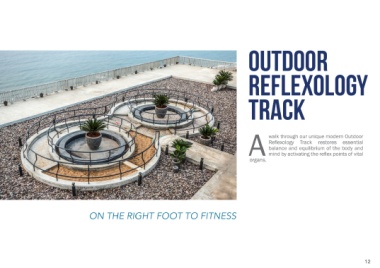 OUTDOOR
REFLEXOLOGY
TRACK
A walk through our unique modern Outdoor
Reflexology Track restores essential
balance and equilibrium of the body and
mind by activating the reflex points of vital
organs.
ON THE RIGHT FOOT TO FITNESS
12